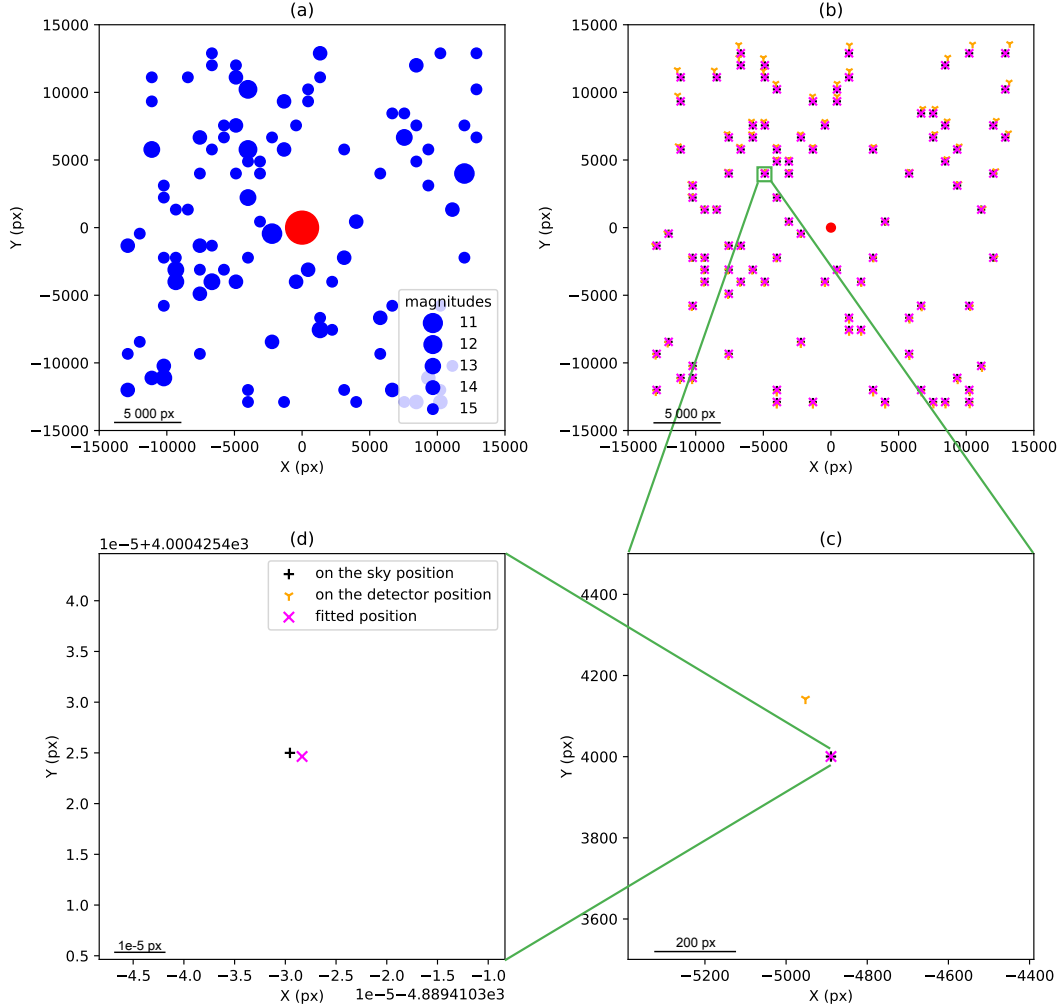 (a)
15000
10000
5000
0
−5000
−10000
−15000
Y (px)
magnitudes
11
12
13
14
15
5 000 px
−15000 −10000 −5000 0 5000 10000 15000
X (px)
(b)
15000
10000
5000
0
−5000
−10000
−15000
Y (px)
5 000 px
−15000 −10000 −5000 0 5000 10000 15000
X (px)
1e-5+4.0004254e3
(d)
4.0
3.5
3.0
2.5
2.0
1.5
1.0
0.5
Y (px)
on the sky position
on the detector position
fitted position
1e-5 px
−4.5 −4.0 −3.5 −3.0 −2.5 −2.0 −1.5 −1.0
X (px)
1e-5−4.8894103e3
(c)
4400
4200
4000
3800
3600
Y (px)
200 px
−5200 −5000 −4800 −4600 −4400
X (px)